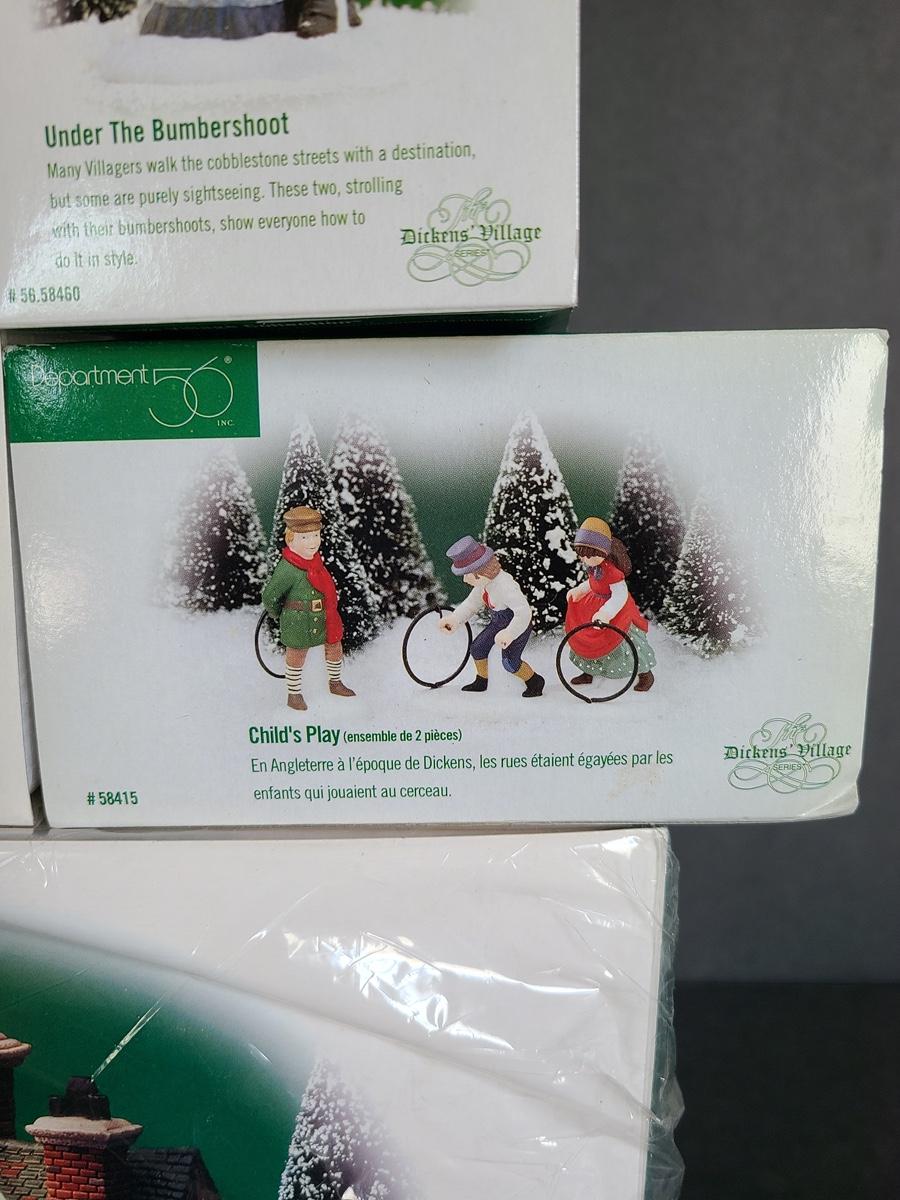 Under The Bumbershoot
Many Villagers walk the cobblestone streets with a destination,
but some are purely sightseeing. These two, strolling
with their bumbershoots, show everyone how to
do it in style.
The
Dickens' Village
SERIES
# 56.58460
Department 56®
INC.
Child's Play (ensemble de 2 pièces)
En Angleterre à l'époque de Dickens, les rues étaient égayées par les
enfants qui jouaient au cerceau.
# 58415
The
Dickens' Village
SERIES